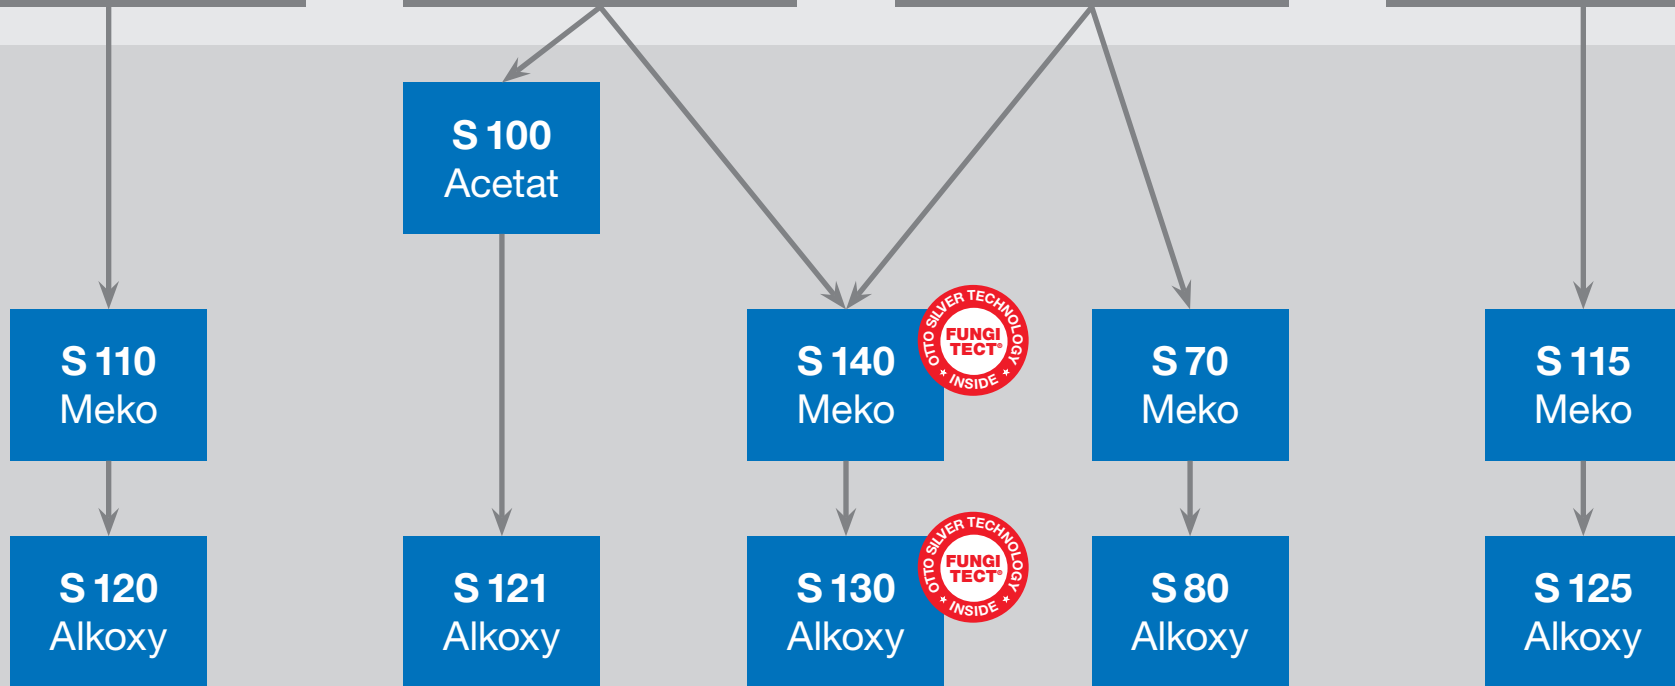 S 100
Acetat
S 110
Meko
S 140
Meko
OTTO SILVER TECHNOLOGY
FUNGI
TECT®
★ INSIDE ★
S 70
Meko
S 115
Meko
S 120
Alkoxy
S 121
Alkoxy
S 130
Alkoxy
OTTO SILVER TECHNOLOGY
FUNGI
TECT®
★ INSIDE ★
S 80
Alkoxy
S 125
Alkoxy